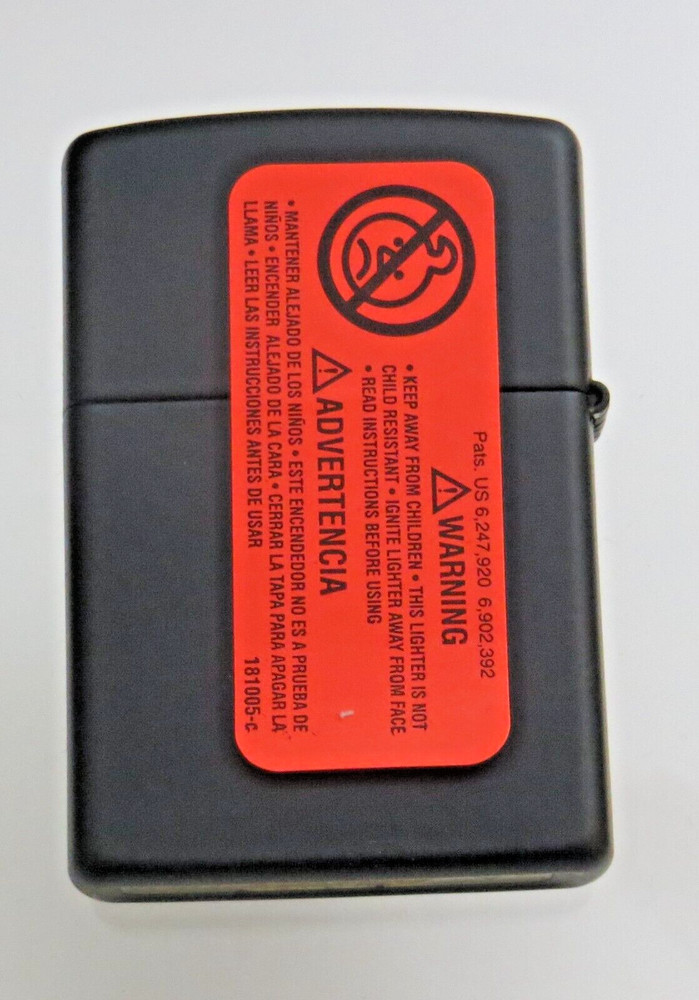 Pats. US 6,247,920 6,902,392
⚠ WARNING
• KEEP AWAY FROM CHILDREN • THIS LIGHTER IS NOT
CHILD RESISTANT • IGNITE LIGHTER AWAY FROM FACE
• READ INSTRUCTIONS BEFORE USING
⚠ ADVERTENCIA
• MANTENER ALEJADO DE LOS NIÑOS • ESTE ENCENDEDOR NO ES A PRUEBA DE
NIÑOS • ENCENDER ALEJADO DE LA CARA • CERRAR LA TAPA PARA APAGAR LA
LLAMA • LEER LAS INSTRUCCIONES ANTES DE USAR 181005-c